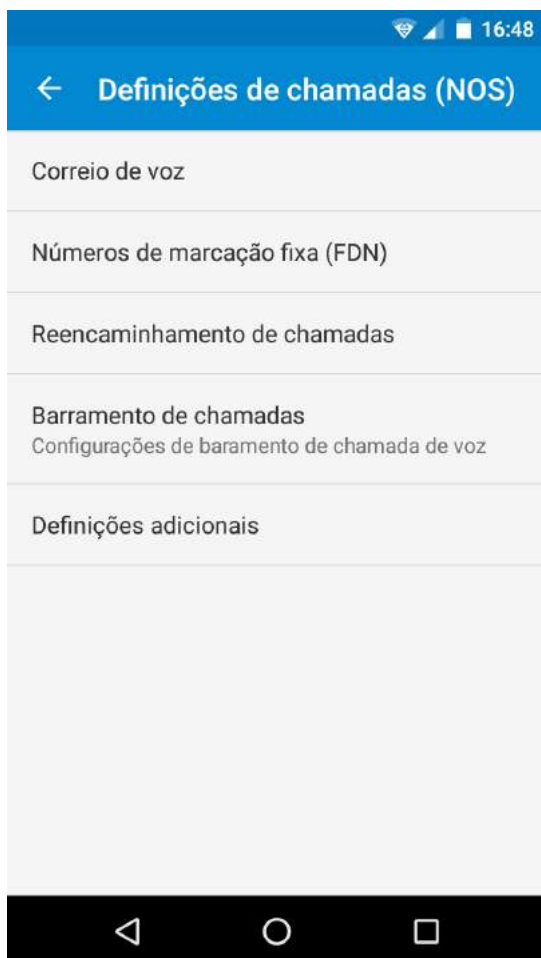 16:48
Definições de chamadas (NOS)
Correio de voz
Números de marcação fixa (FDN)
Reencaminhamento de chamadas
Barramento de chamadas
Configurações de baramento de chamada de voz
Definições adicionais